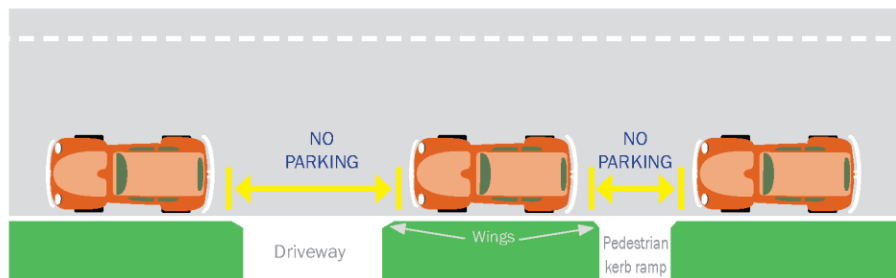 NO
PARKING
NO
PARKING
Driveway
Wings
Pedestrian
kerb ramp